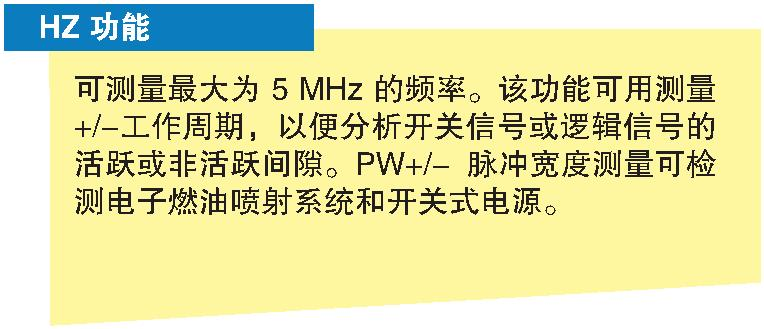 HZ 功能
可测量最大为 5 MHz 的频率。该功能可用测量
+/–工作周期，以便分析开关信号或逻辑信号的
活跃或非活跃间隙。PW+/– 脉冲宽度测量可检
测电子燃油喷射系统和开关式电源。